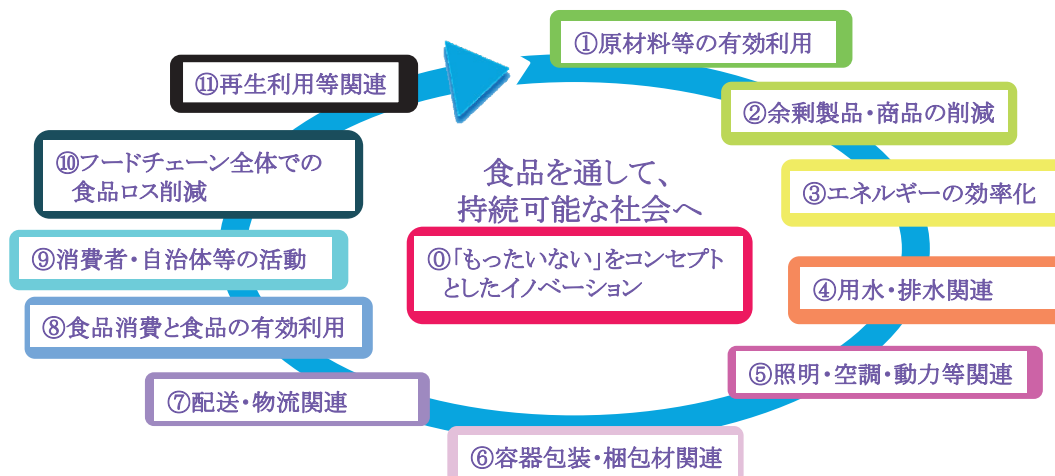 ①原材料等の有効利用
②余剰製品・商品の削減
③エネルギーの効率化
④用水・排水関連
⑤照明・空調・動力等関連
⑥容器包装・梱包材関連
⑦配送・物流関連
⑧食品消費と食品の有効利用
⑨消費者・自治体等の活動
⑩フードチェーン全体での
食品ロス削減
⑪再生利用等関連
食品を通して、
持続可能な社会へ
⓪「もったいない」をコンセプト
としたイノベーション